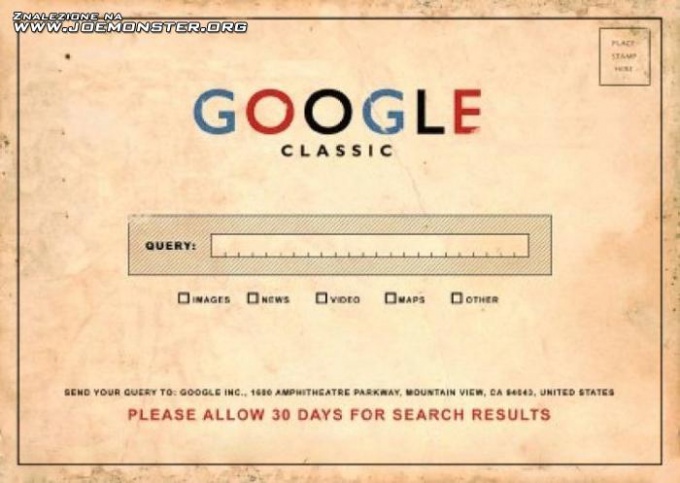 Znalezione na
www.JoeMonster.org
PLACE
STAMP
HERE
GOOGLE
CLASSIC
QUERY:
IMAGES NEWS VIDEO MAPS OTHER
SEND YOUR QUERY TO: GOOGLE INC., 1600 AMPHITHEATRE PARKWAY, MOUNTAIN VIEW, CA 94043, UNITED STATES
PLEASE ALLOW 30 DAYS FOR SEARCH RESULTS